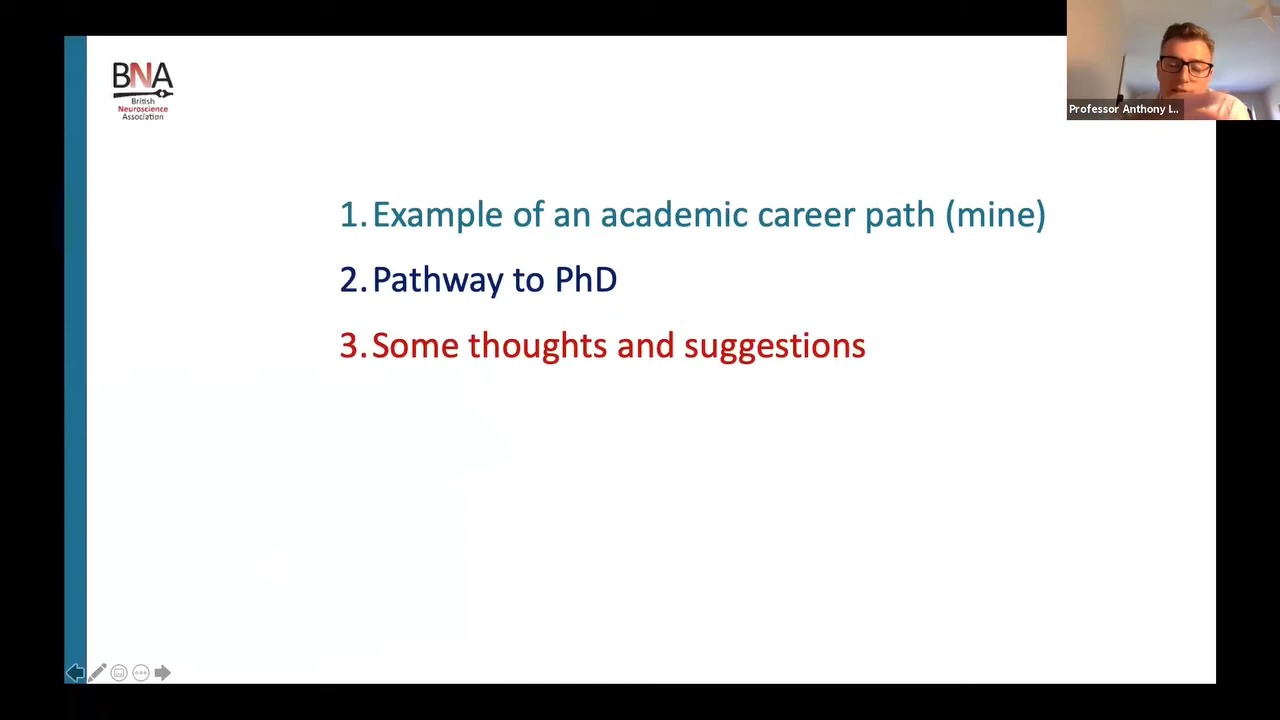 BNA
British
Neuroscience
Association
Professor Anthony I...
1. Example of an academic career path (mine)
2. Pathway to PhD
3. Some thoughts and suggestions